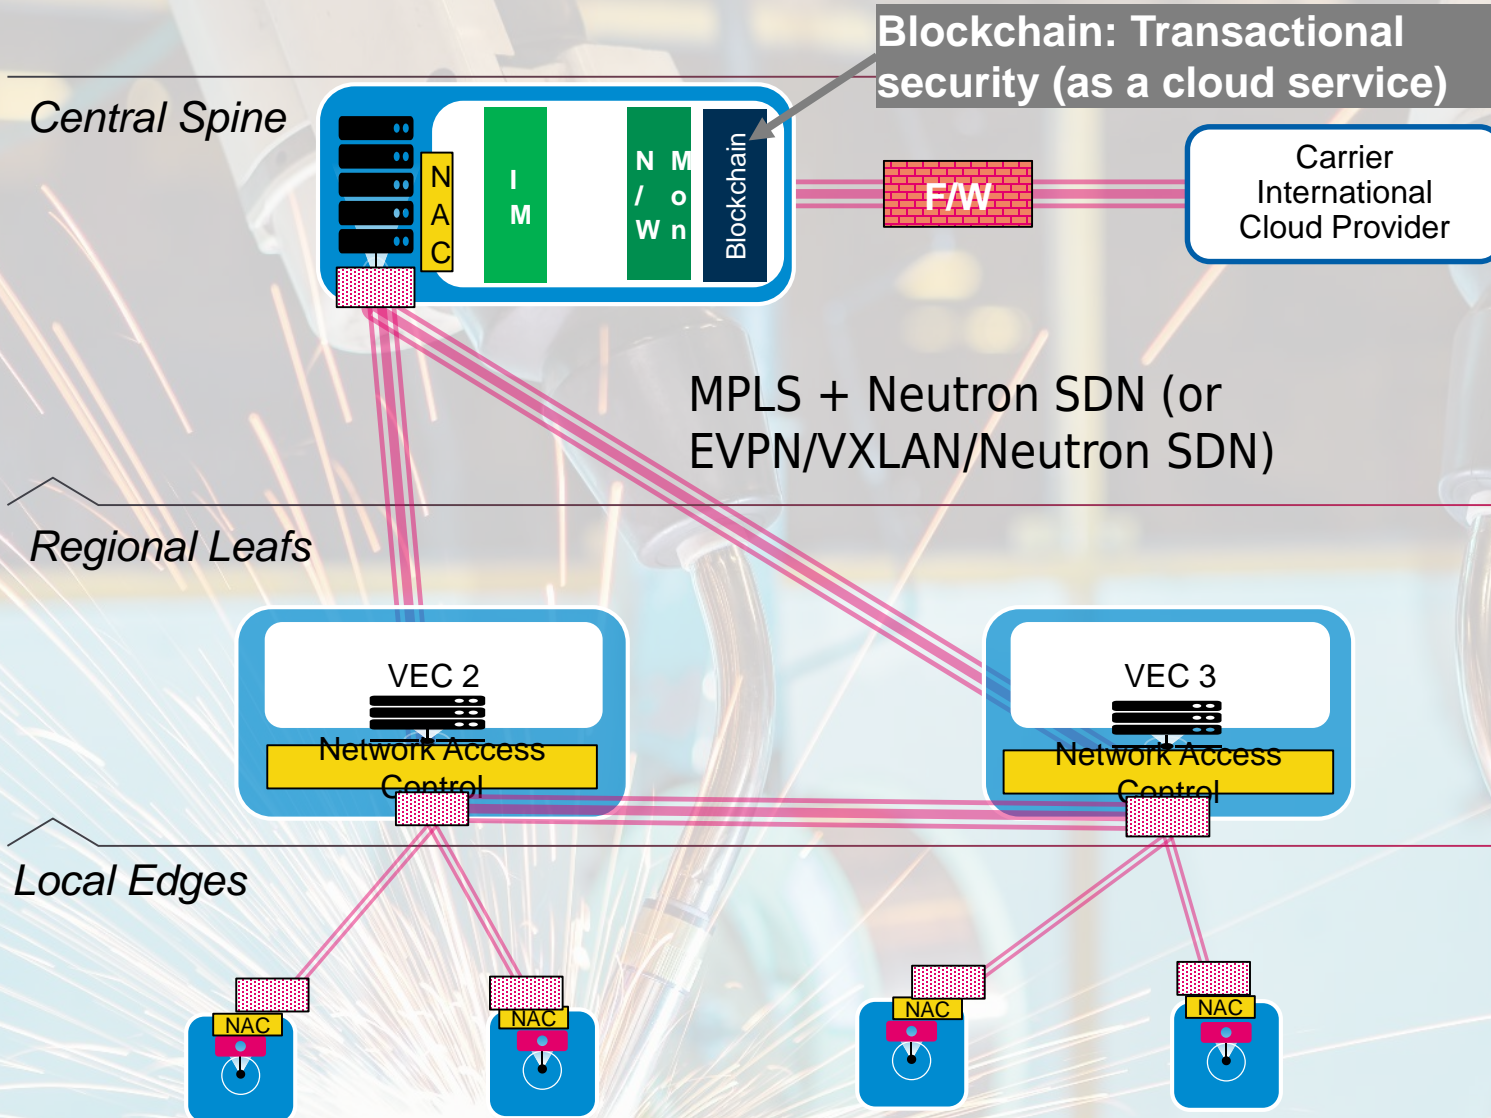 Blockchain: Transactional
security (as a cloud service)
Central Spine
N
A
C
I
M
N M
/ o
W n
Blockchain
F/W
Carrier
International
Cloud Provider
MPLS + Neutron SDN (or
EVPN/VXLAN/Neutron SDN)
Regional Leafs
VEC 2
Network Access
Control
VEC 3
Network Access
Control
Local Edges
NAC
NAC
NAC
NAC